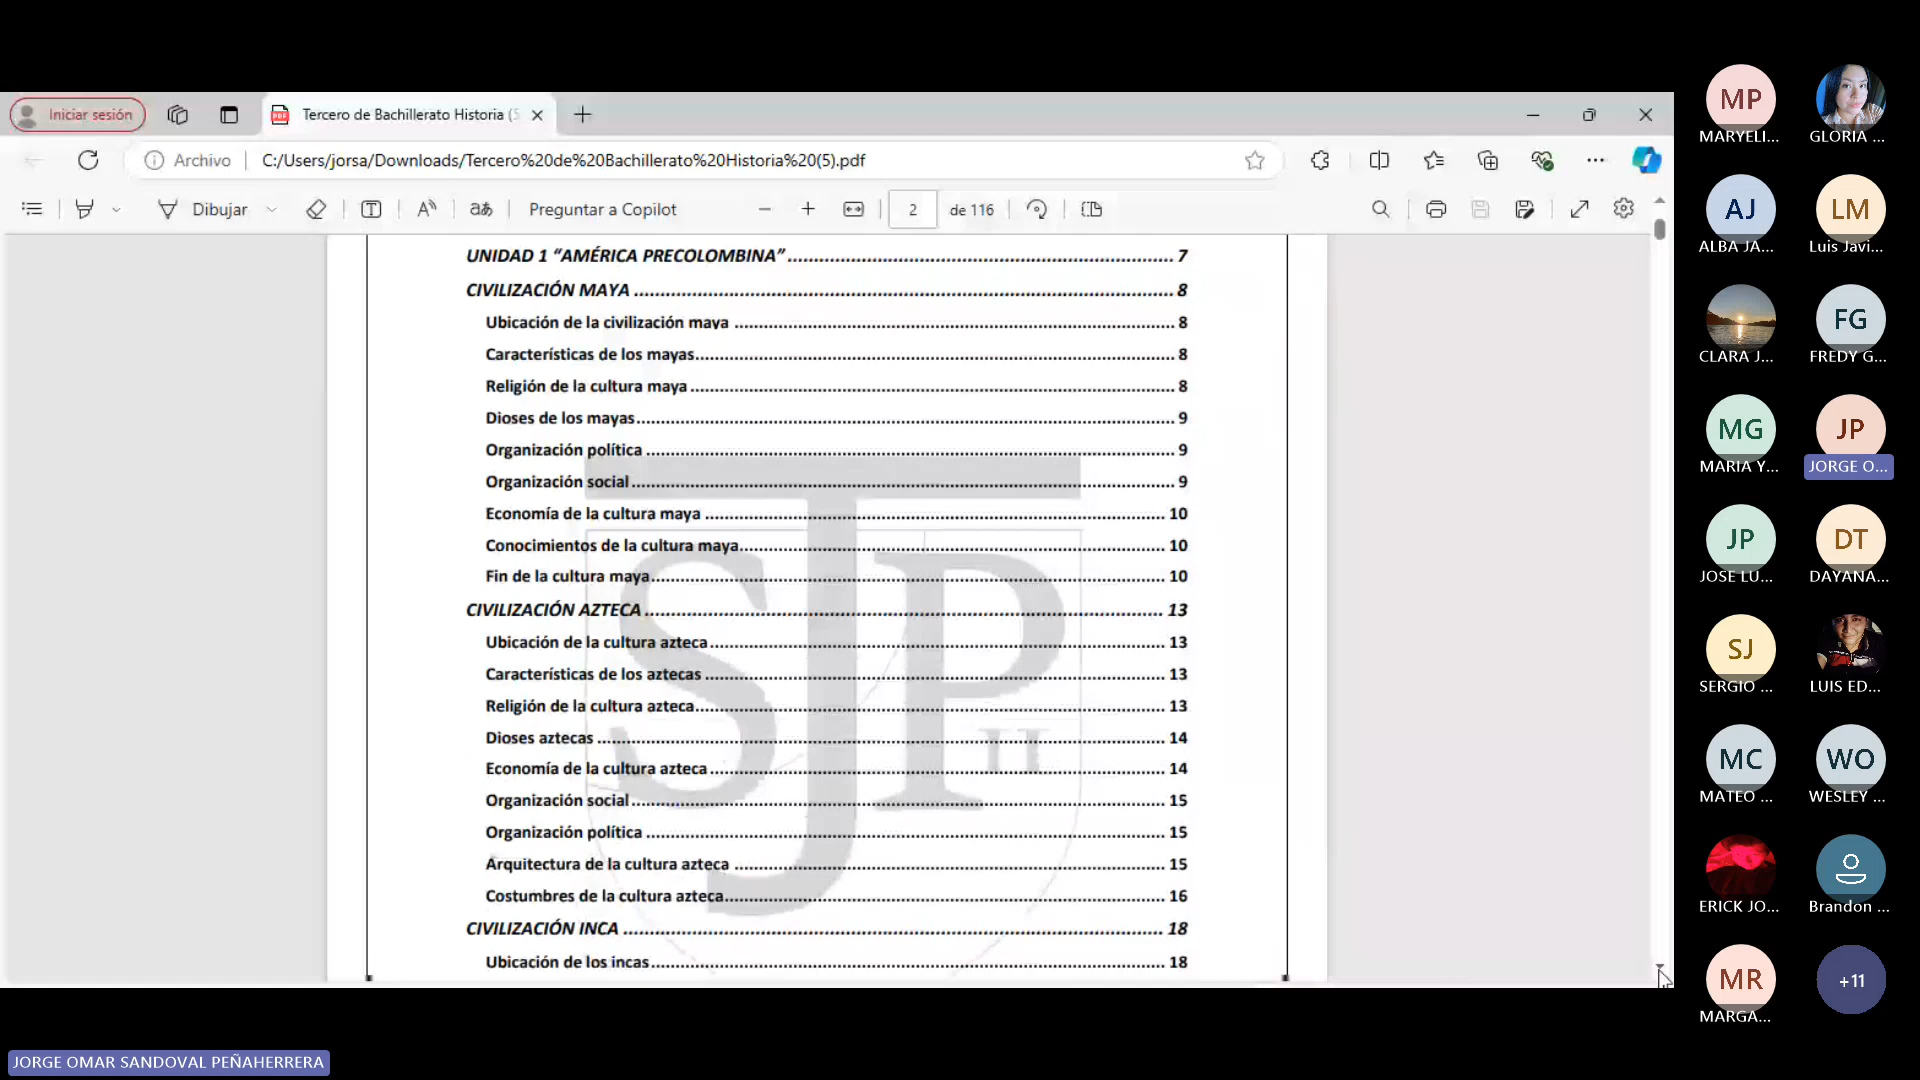 Iniciar sesión
Tercero de Bachillerato Historia (5
Archivo
C:/Users/jorsa/Downloads/Tercero%20de%20Bachillerato%20Historia%20(5).pdf
Dibujar
Preguntar a Copilot
2
de 116
UNIDAD 1 “AMÉRICA PRECOLOMBINA” 7
CIVILIZACIÓN MAYA 8
Ubicación de la civilización maya 8
Características de los mayas 8
Religión de la cultura maya 8
Dioses de los mayas 9
Organización política 9
Organización social 9
Economía de la cultura maya 10
Conocimientos de la cultura maya 10
Fin de la cultura maya 10
CIVILIZACIÓN AZTECA 13
Ubicación de la cultura azteca 13
Características de los aztecas 13
Religión de la cultura azteca 13
Dioses aztecas 14
Economía de la cultura azteca 14
Organización social 15
Organización política 15
Arquitectura de la cultura azteca 15
Costumbres de la cultura azteca 16
CIVILIZACIÓN INCA 18
Ubicación de los incas 18
SJP II
MP
MARYELI...
GLORIA ...
AJ
ALBA JA...
LM
Luis Javi...
CLARA J...
FG
FREDY G...
MG
MARIA Y...
JP
JORGE O...
JP
JOSE LU...
DT
DAYANA...
SJ
SERGIO ...
LUIS ED...
MC
MATEO ...
WO
WESLEY ...
ERICK JO...
Brandon ...
MR
MARGA...
+11
JORGE OMAR SANDOVAL PEÑAHERRERA